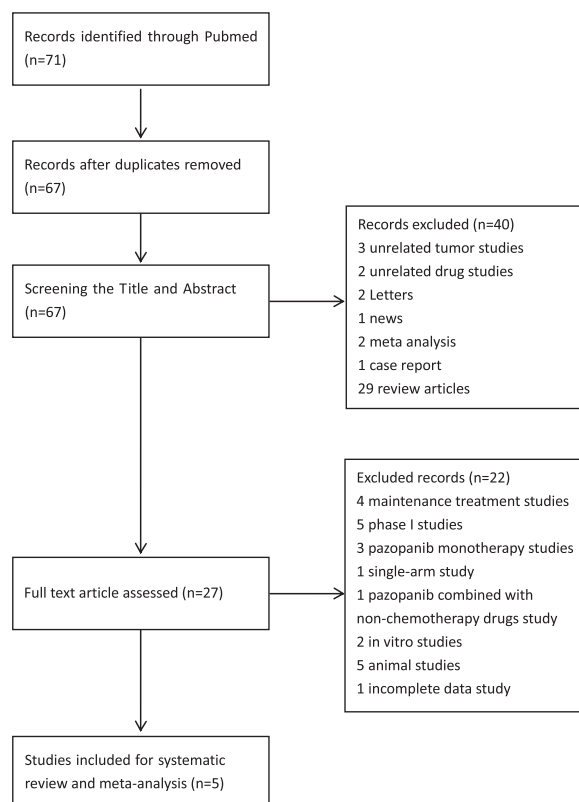 Records identified through Pubmed
(n=71)
Records after duplicates removed
(n=67)
Screening the Title and Abstract
(n=67)
Records excluded (n=40)
3 unrelated tumor studies
2 unrelated drug studies
2 Letters
1 news
2 meta analysis
1 case report
29 review articles
Full text article assessed (n=27)
Excluded records (n=22)
4 maintenance treatment studies
5 phase I studies
3 pazopanib monotherapy studies
1 single-arm study
1 pazopanib combined with
non-chemotherapy drugs study
2 in vitro studies
5 animal studies
1 incomplete data study
Studies included for systematic
review and meta-analysis (n=5)